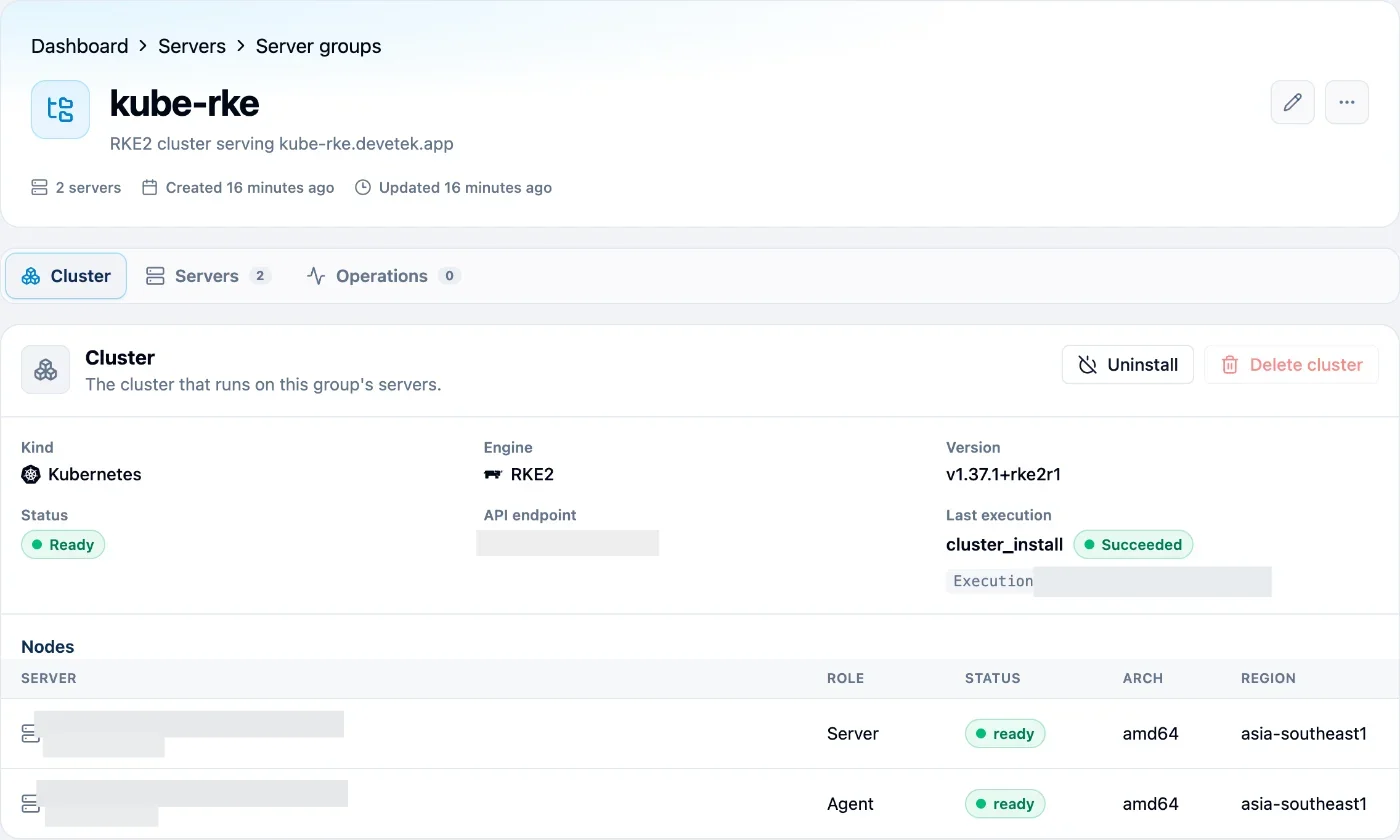 Dashboard > Servers > Server groups
kube-rke
RKE2 cluster serving kube-rke.devetek.app
2 servers Created 16 minutes ago Updated 16 minutes ago
Cluster Servers 2 Operations 0
Cluster
The cluster that runs on this group's servers.
Uninstall Delete cluster
Kind Engine Version
Kubernetes RKE2 v1.37.1+rke2r1
Status API endpoint Last execution
Ready cluster_install Succeeded
Execution
Nodes
SERVER ROLE STATUS ARCH REGION
Server ready amd64 asia-southeast1
Agent ready amd64 asia-southeast1